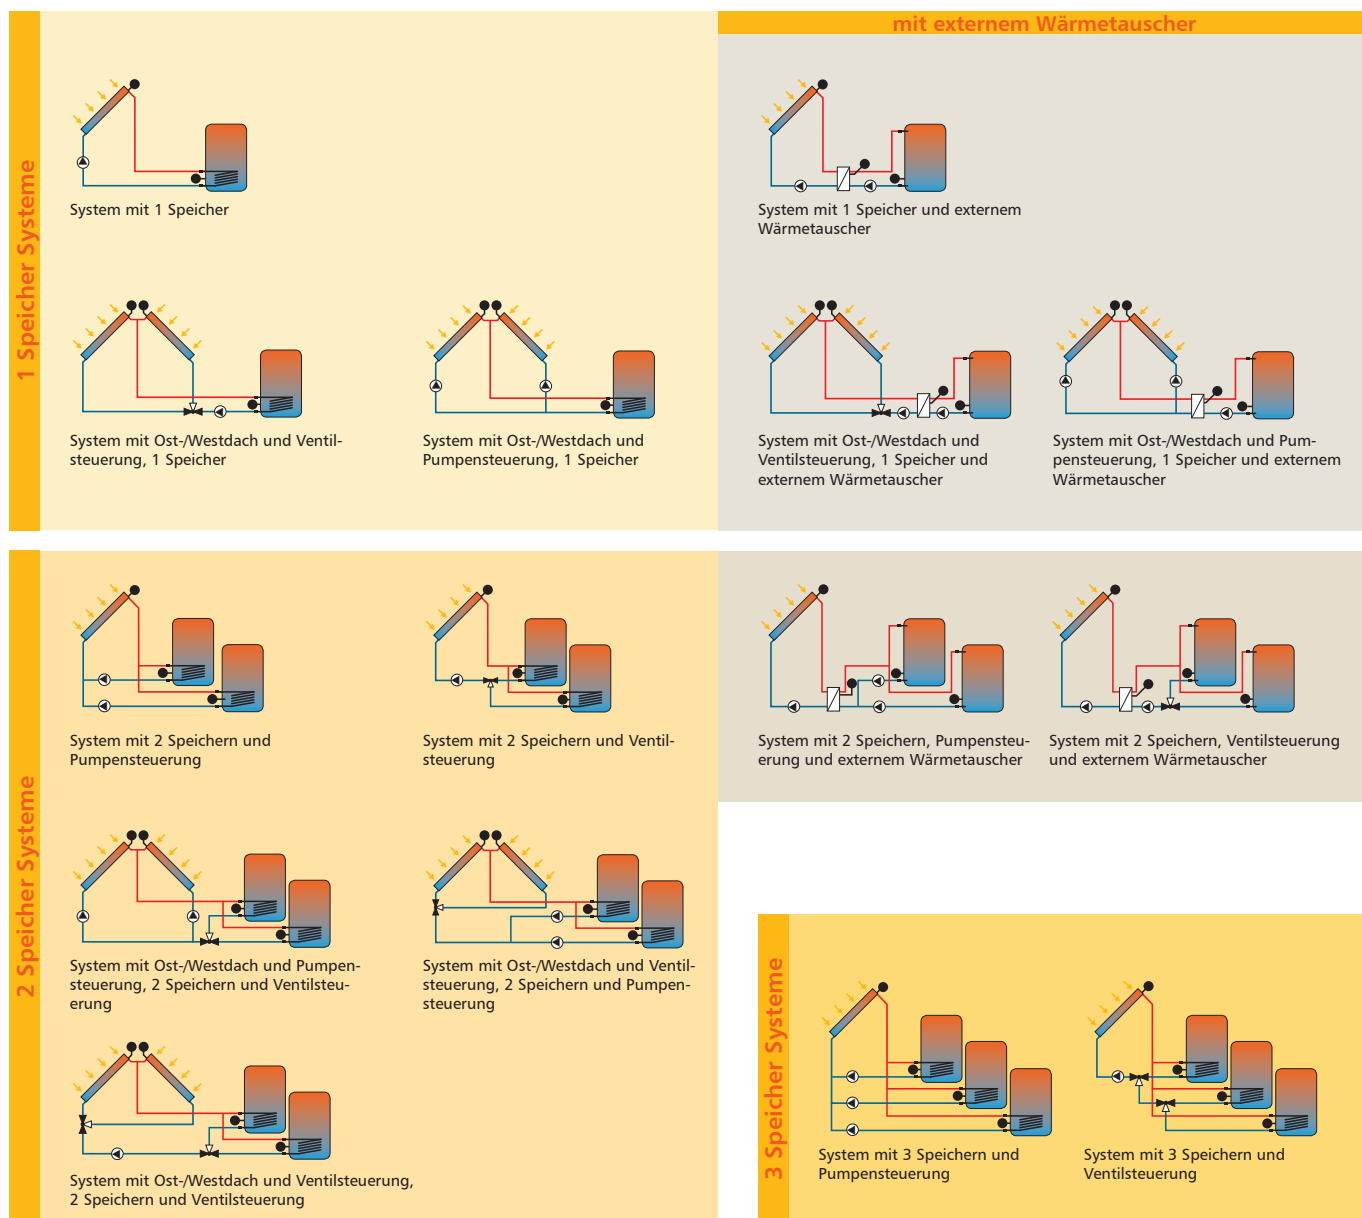 mit externem Wärmetauscher
1 Speicher Systeme
System mit 1 Speicher
System mit 1 Speicher und externem
Wärmetauscher
System mit Ost-/Westdach und Ventil-
steuerung, 1 Speicher
System mit Ost-/Westdach und
Pumpensteuerung, 1 Speicher
System mit Ost-/Westdach und
Ventilsteuerung, 1 Speicher und
externem Wärmetauscher
System mit Ost-/Westdach und Pum-
pensteuerung, 1 Speicher und externem
Wärmetauscher
2 Speicher Systeme
System mit 2 Speichern und
Pumpensteuerung
System mit 2 Speichern und Ventil-
steuerung
System mit 2 Speichern, Pumpensteu-
erung und externem Wärmetauscher
System mit 2 Speichern, Ventilsteuerung
und externem Wärmetauscher
System mit Ost-/Westdach und Pumpen-
steuerung, 2 Speichern und Ventilsteu-
erung
System mit Ost-/Westdach und Ventil-
steuerung, 2 Speichern und Pumpen-
steuerung
System mit Ost-/Westdach und Ventilsteuerung,
2 Speichern und Ventilsteuerung
3 Speicher Systeme
System mit 3 Speichern und
Pumpensteuerung
System mit 3 Speichern und
Ventilsteuerung